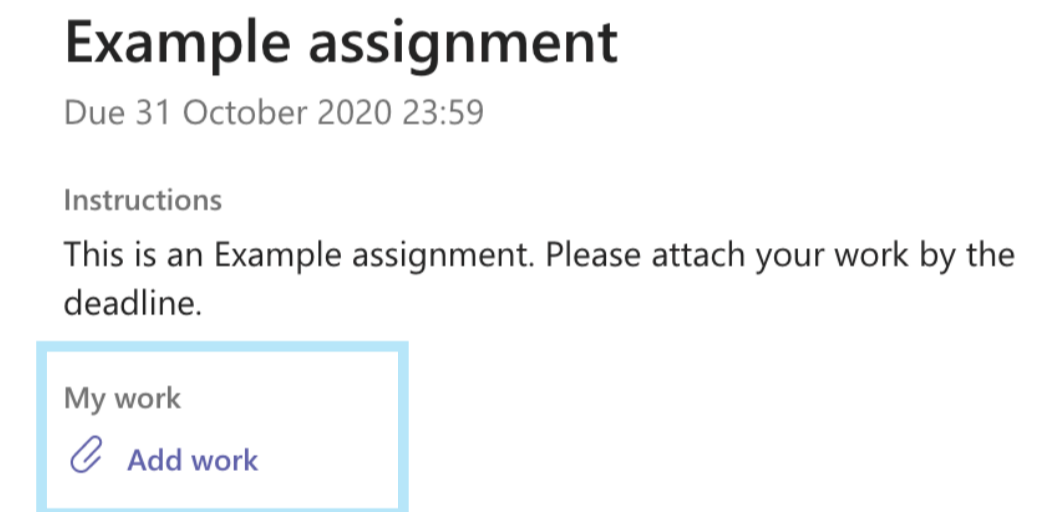 Example assignment
Due 31 October 2020 23:59
Instructions
This is an Example assignment. Please attach your work by the
deadline.
My work
Add work